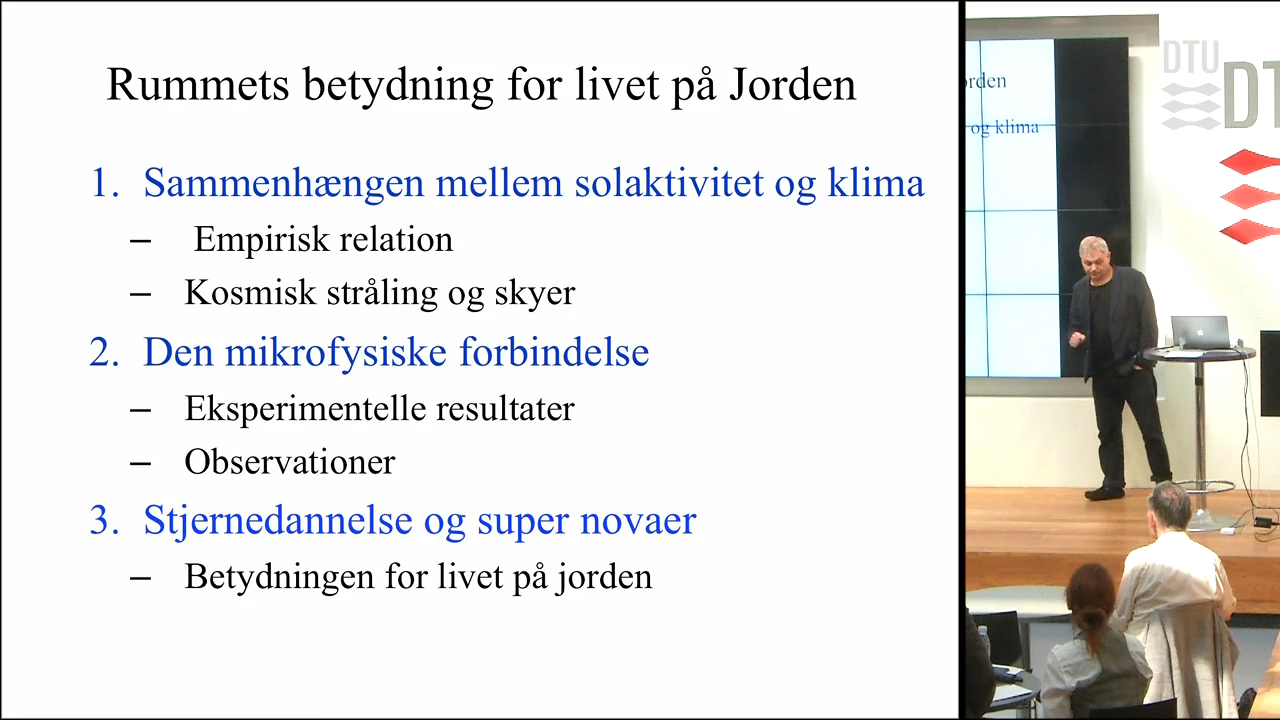 Rummets betydning for livet på Jorden
1. Sammenhængen mellem solaktivitet og klima
– Empirisk relation
– Kosmisk stråling og skyer
2. Den mikrofysiske forbindelse
– Eksperimentelle resultater
– Observationer
3. Stjernedannelse og super novaer
– Betydningen for livet på jorden
orden
og klima
DTU
DT